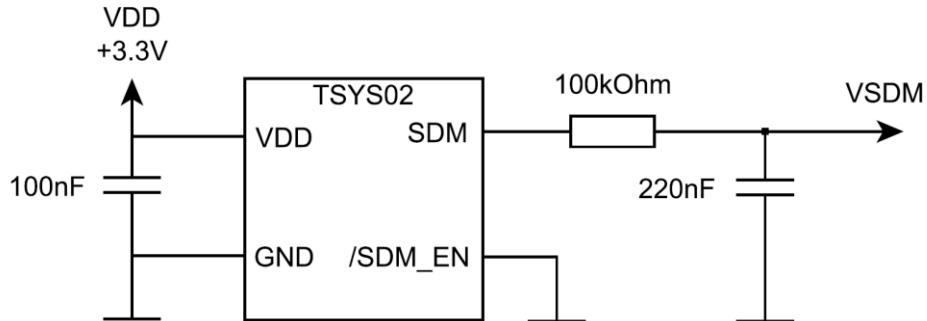 VDD
+3.3V
TSYS02
100kOhm
VSDM
VDD
SDM
100nF
220nF
GND
/SDM_EN